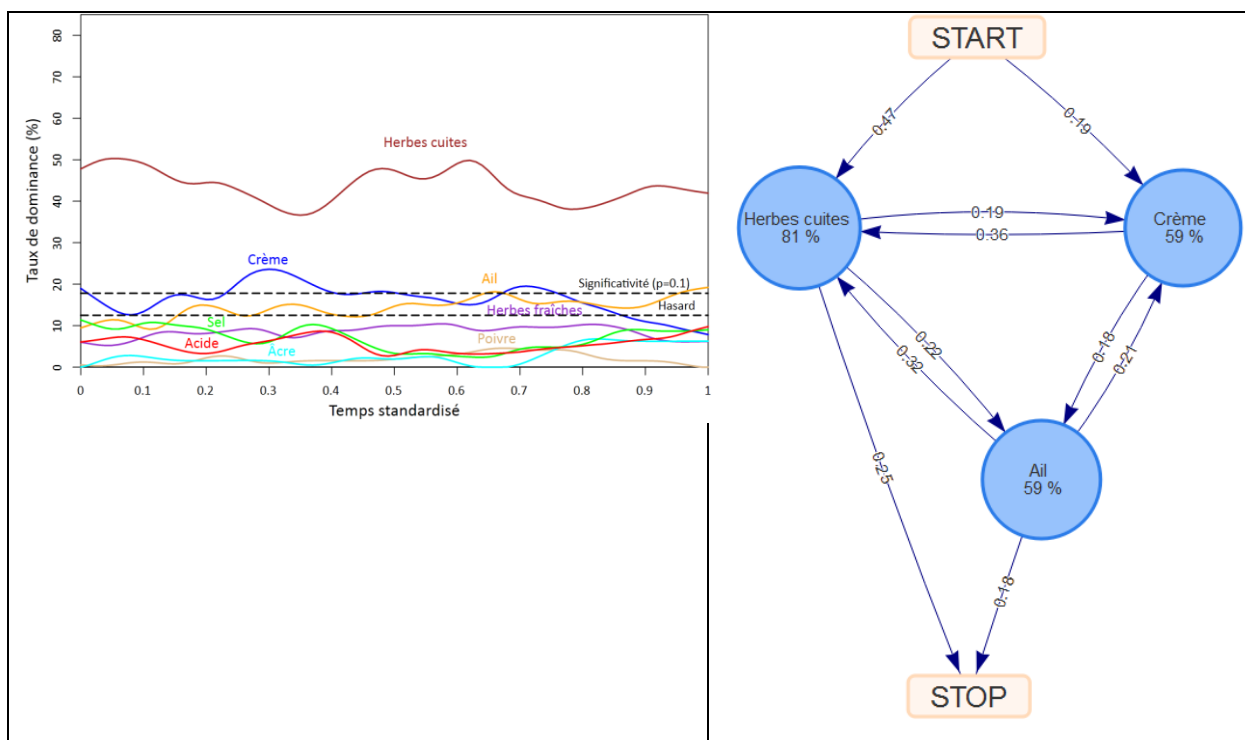 Taux de dominance (%)
80
70
60
50
40
30
20
10
0
Herbes cuites
Crème
Ail
Significativité (p=0.1)
Hasard
Herbes fraîches
Sel
Acide
Âcre
Poivre
0 0.1 0.2 0.3 0.4 0.5 0.6 0.7 0.8 0.9 1
Temps standardisé
START
0.47
0.19
Herbes cuites
81 %
0.19
0.36
Crème
59 %
0.22
0.32
0.18
0.21
0.25
Ail
59 %
0.18
STOP